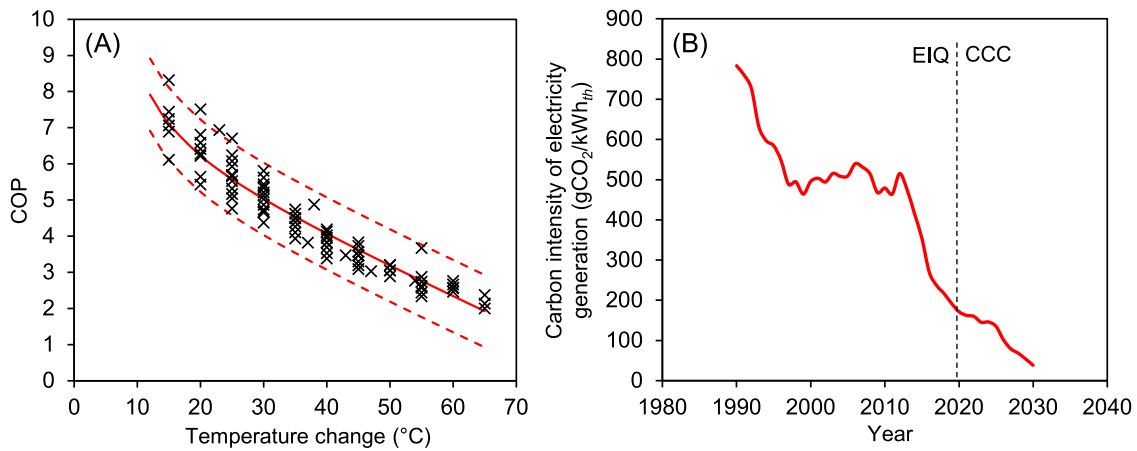 (A)
COP
10
9
8
7
6
5
4
3
2
1
0
0 10 20 30 40 50 60 70
Temperature change (°C)
(B)
EIQ CCC
Carbon intensity of electricity
generation (gCO2/kWhth)
900
800
700
600
500
400
300
200
100
0
1980 1990 2000 2010 2020 2030 2040
Year